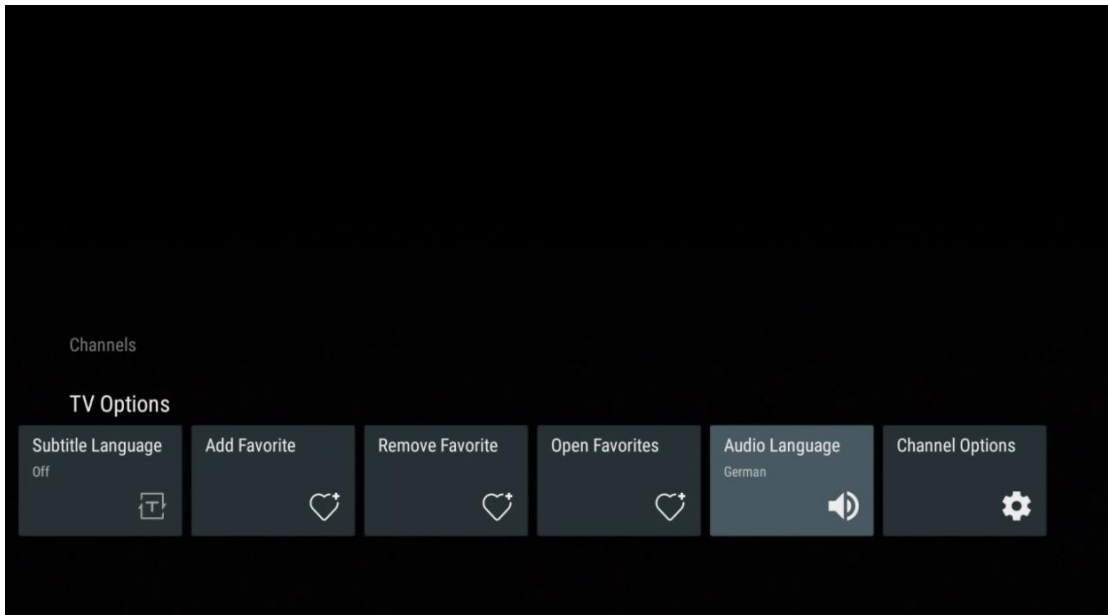 Channels
TV Options
Subtitle Language
Off
Add Favorite
Remove Favorite
Open Favorites
Audio Language
German
Channel Options